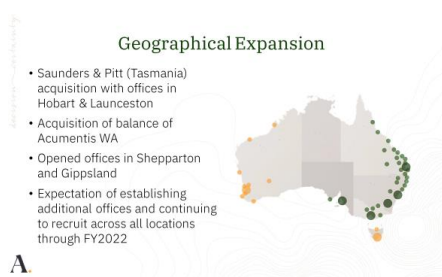 Geographical Expansion
• Saunders & Pitt (Tasmania)
acquisition with offices in
Hobart & Launceston
• Acquisition of balance of
Acumentis WA
• Opened offices in Shepparton
and Gippsland
• Expectation of establishing
additional offices and continuing
to recruit across all locations
through FY2022
A.